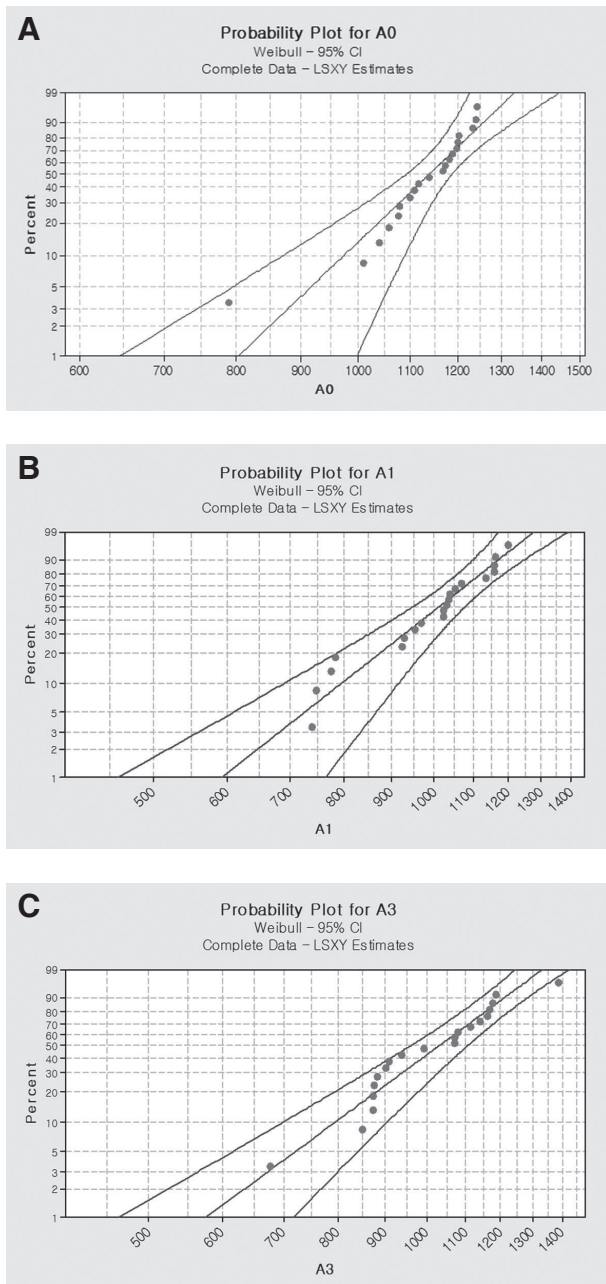 A
Probability Plot for A0
Weibull – 95% CI
Complete Data – LSXY Estimates
99
90
80
70
60
50
40
30
20
10
5
3
2
1
Percent
600 700 800 900 1000 1100 1200 1300 1400 1500
A0
B
Probability Plot for A1
Weibull – 95% CI
Complete Data – LSXY Estimates
99
90
80
70
60
50
40
30
20
10
5
3
2
1
Percent
500 600 700 800 900 1000 1100 1200 1300 1400
A1
C
Probability Plot for A3
Weibull – 95% CI
Complete Data – LSXY Estimates
99
90
80
70
60
50
40
30
20
10
5
3
2
1
Percent
500 600 700 800 900 1000 1100 1200 1300 1400
A3